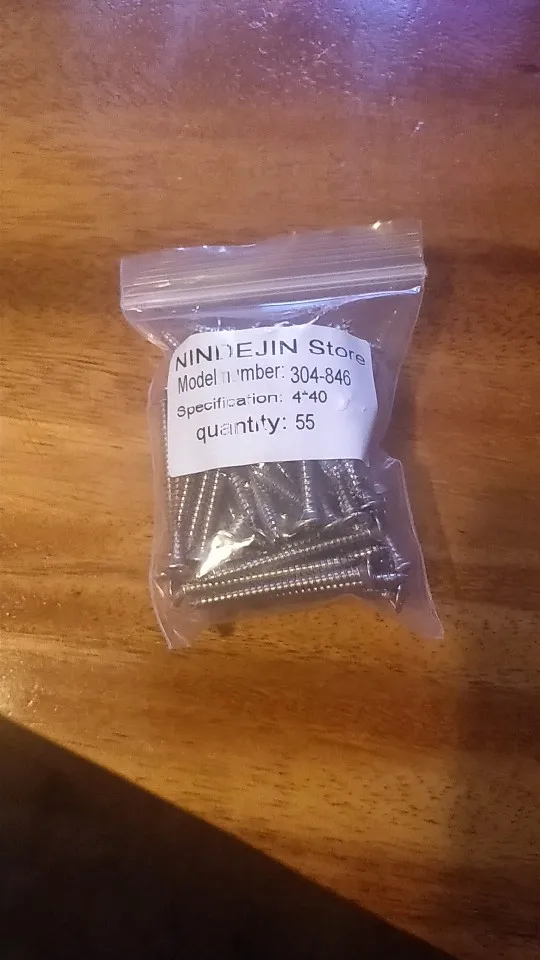 NINDEJIN Store
Model number: 304-846
Specification: 4*40
quantity: 55